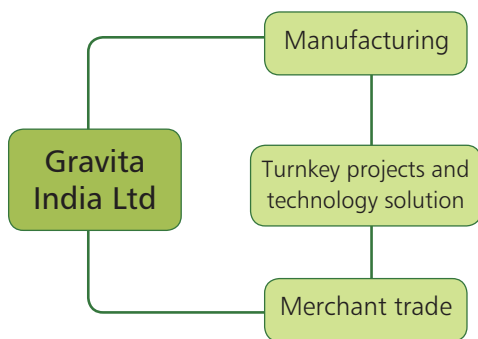 Manufacturing
Gravita
India Ltd
Turnkey projects and
technology solution
Merchant trade